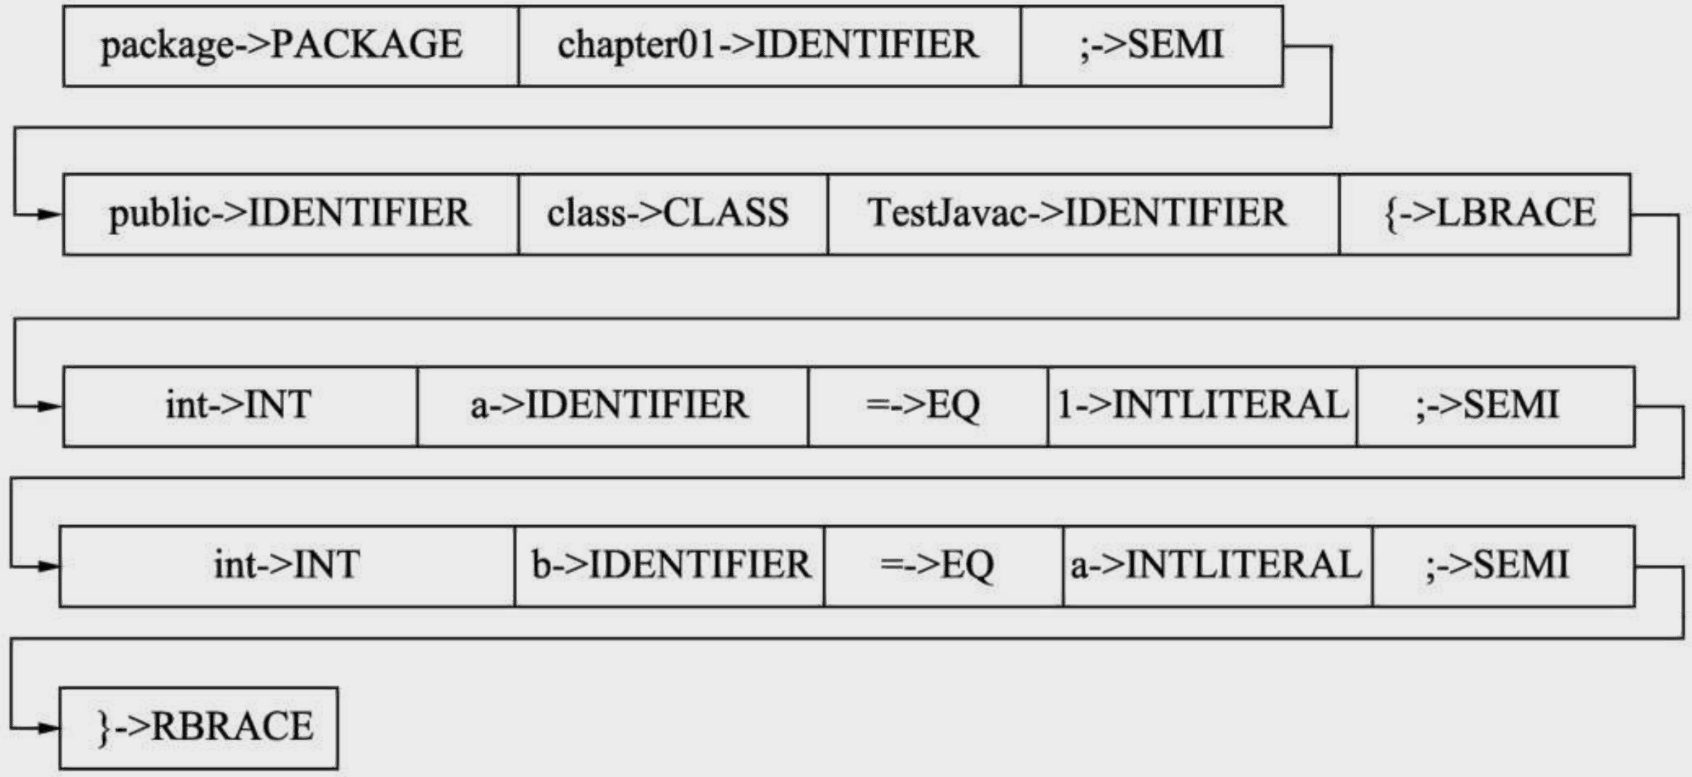 package->PACKAGE chapter01->IDENTIFIER ;->SEMI
public->IDENTIFIER class->CLASS TestJavac->IDENTIFIER {->LBRACE
int->INT a->IDENTIFIER =->EQ 1->INTLITERAL ;->SEMI
int->INT b->IDENTIFIER =->EQ a->INTLITERAL ;->SEMI
}->RBRACE